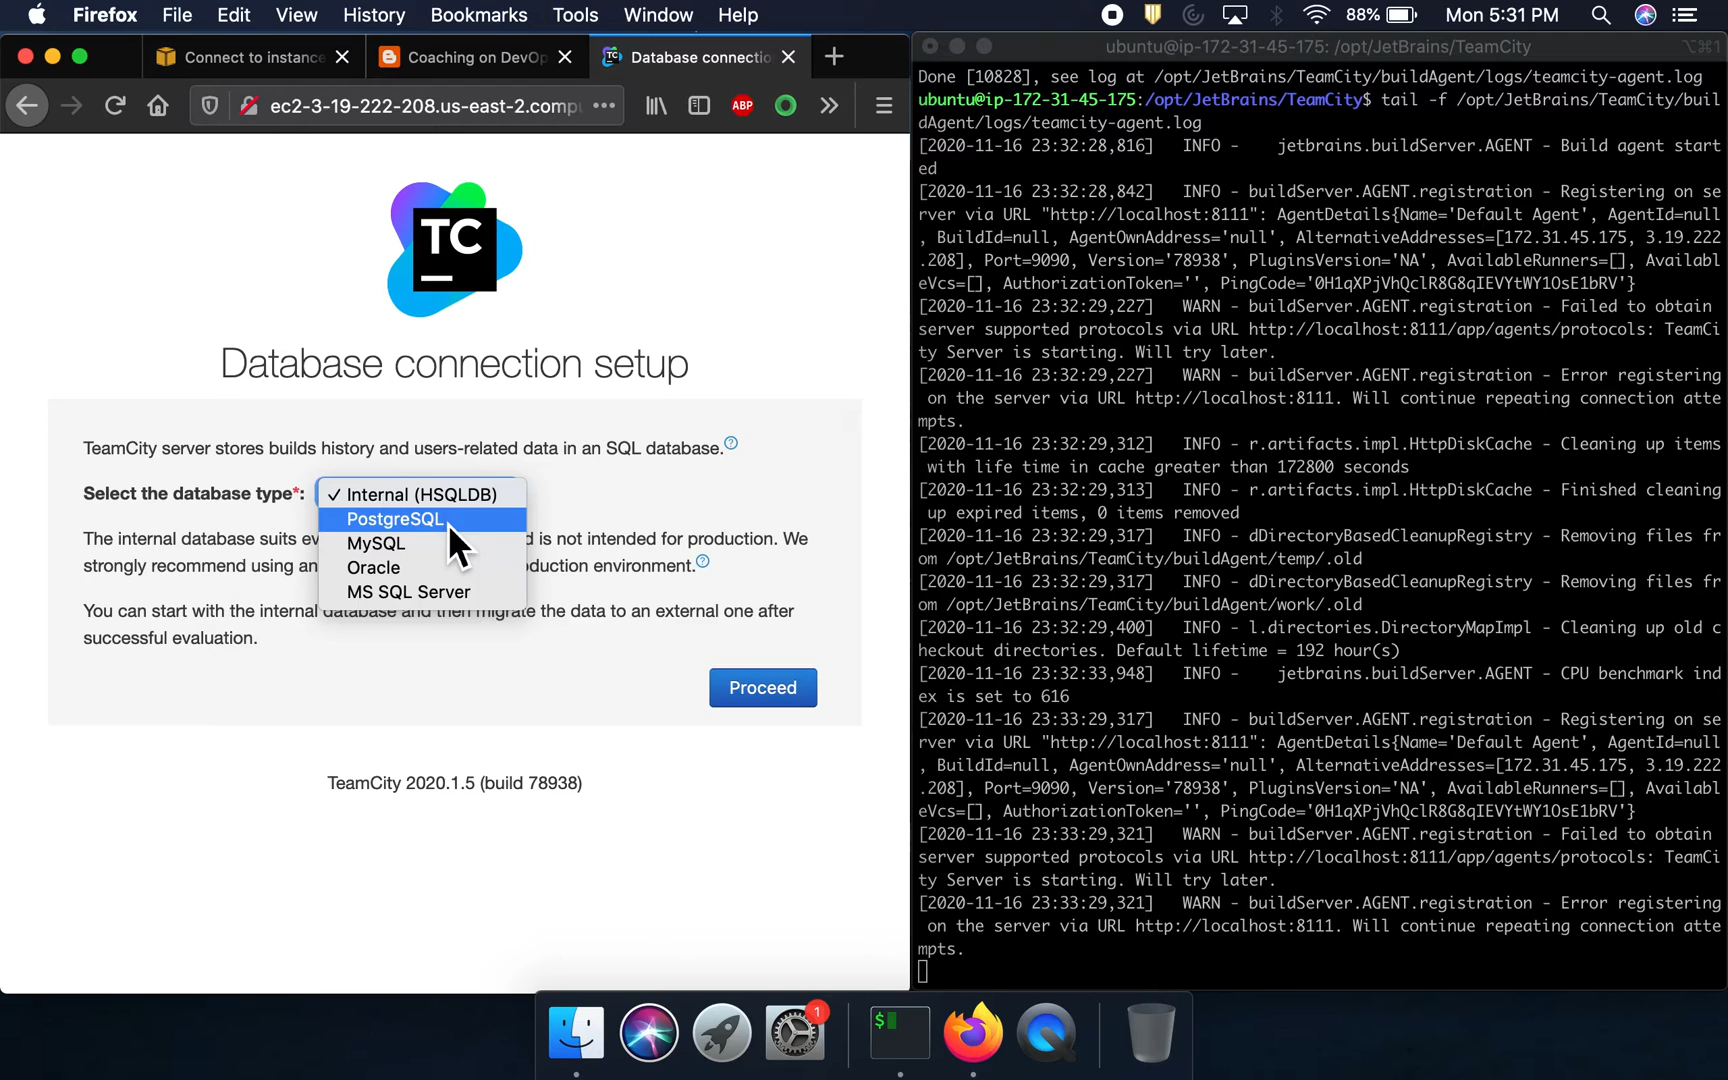 Firefox File Edit View History Bookmarks Tools Window Help
88% Mon 5:31 PM
Connect to instance
Coaching on DevOp
Database connectio
ec2-3-19-222-208.us-east-2.compu
ABP
TC
Database connection setup
TeamCity server stores builds history and users-related data in an SQL database.
Select the database type*:
✓ Internal (HSQLDB)
PostgreSQL
MySQL
Oracle
MS SQL Server
The internal database suits ev d is not intended for production. We
strongly recommend using an oduction environment.
You can start with the internal database and then migrate the data to an external one after
successful evaluation.
Proceed
TeamCity 2020.1.5 (build 78938)
ubuntu@ip-172-31-45-175: /opt/JetBrains/TeamCity
⌥⌘1
Done [10828], see log at /opt/JetBrains/TeamCity/buildAgent/logs/teamcity-agent.log
ubuntu@ip-172-31-45-175:/opt/JetBrains/TeamCity$ tail -f /opt/JetBrains/TeamCity/buil
dAgent/logs/teamcity-agent.log
[2020-11-16 23:32:28,816] INFO - jetbrains.buildServer.AGENT - Build agent start
ed
[2020-11-16 23:32:28,842] INFO - buildServer.AGENT.registration - Registering on se
rver via URL "http://localhost:8111": AgentDetails{Name='Default Agent', AgentId=null
, BuildId=null, AgentOwnAddress='null', AlternativeAddresses=[172.31.45.175, 3.19.222
.208], Port=9090, Version='78938', PluginsVersion='NA', AvailableRunners=[], Availabl
eVcs=[], AuthorizationToken='', PingCode='0H1qXPjVhQclR8G8qIEVYtWY1OsE1bRV'}
[2020-11-16 23:32:29,227] WARN - buildServer.AGENT.registration - Failed to obtain
server supported protocols via URL http://localhost:8111/app/agents/protocols: TeamCi
ty Server is starting. Will try later.
[2020-11-16 23:32:29,227] WARN - buildServer.AGENT.registration - Error registering
on the server via URL http://localhost:8111. Will continue repeating connection atte
mpts.
[2020-11-16 23:32:29,312] INFO - r.artifacts.impl.HttpDiskCache - Cleaning up items
with life time in cache greater than 172800 seconds
[2020-11-16 23:32:29,313] INFO - r.artifacts.impl.HttpDiskCache - Finished cleaning
up expired items, 0 items removed
[2020-11-16 23:32:29,317] INFO - dDirectoryBasedCleanupRegistry - Removing files fr
om /opt/JetBrains/TeamCity/buildAgent/temp/.old
[2020-11-16 23:32:29,317] INFO - dDirectoryBasedCleanupRegistry - Removing files fr
om /opt/JetBrains/TeamCity/buildAgent/work/.old
[2020-11-16 23:32:29,400] INFO - l.directories.DirectoryMapImpl - Cleaning up old c
heckout directories. Default lifetime = 192 hour(s)
[2020-11-16 23:32:33,948] INFO - jetbrains.buildServer.AGENT - CPU benchmark ind
ex is set to 616
[2020-11-16 23:33:29,317] INFO - buildServer.AGENT.registration - Registering on se
rver via URL "http://localhost:8111": AgentDetails{Name='Default Agent', AgentId=null
, BuildId=null, AgentOwnAddress='null', AlternativeAddresses=[172.31.45.175, 3.19.222
.208], Port=9090, Version='78938', PluginsVersion='NA', AvailableRunners=[], Availabl
eVcs=[], AuthorizationToken='', PingCode='0H1qXPjVhQclR8G8qIEVYtWY1OsE1bRV'}
[2020-11-16 23:33:29,321] WARN - buildServer.AGENT.registration - Failed to obtain
server supported protocols via URL http://localhost:8111/app/agents/protocols: TeamCi
ty Server is starting. Will try later.
[2020-11-16 23:33:29,321] WARN - buildServer.AGENT.registration - Error registering
on the server via URL http://localhost:8111. Will continue repeating connection atte
mpts.
1
$